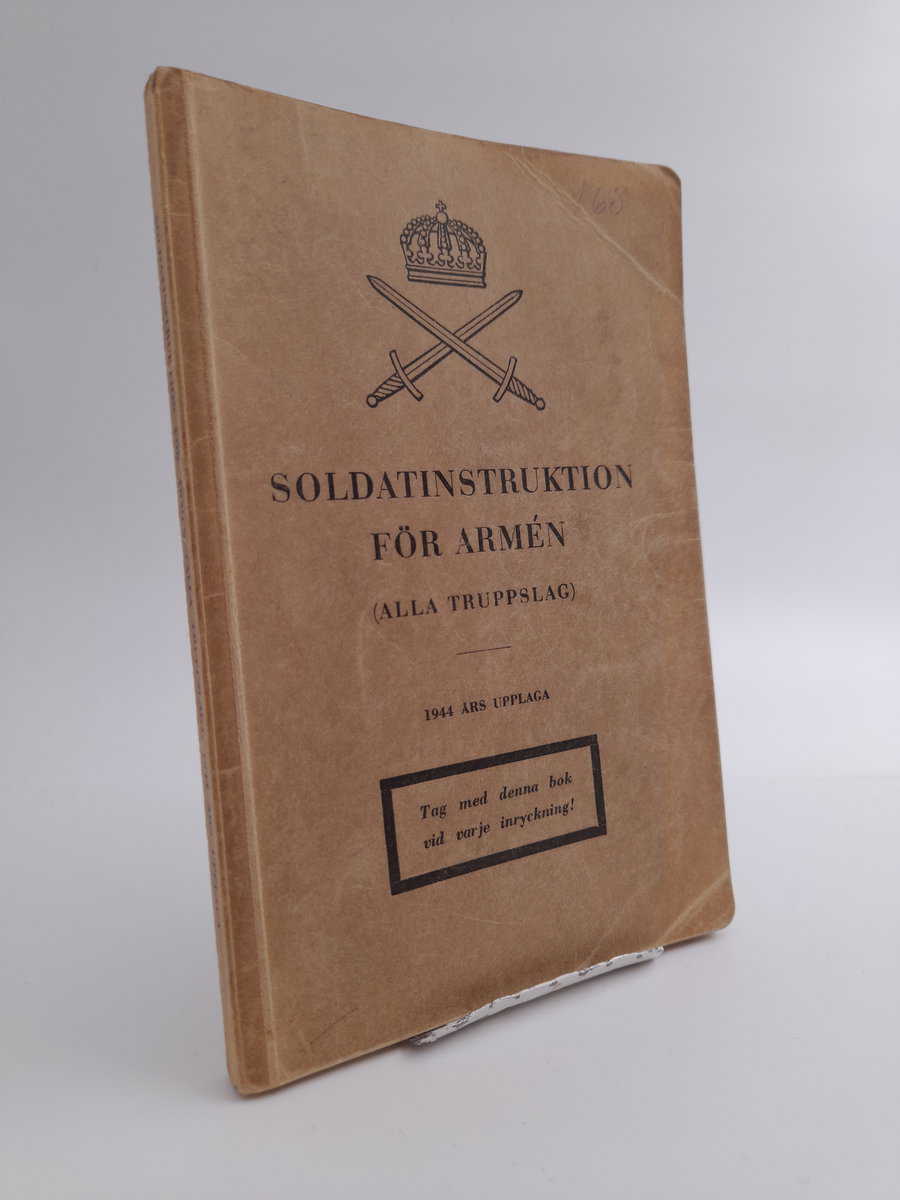 SOLDATINSTRUKTION
FÖR ARMÉN
(ALLA TRUPPSLAG)
1944 ÅRS UPPLAGA
Tag med denna bok
vid varje inryckning!